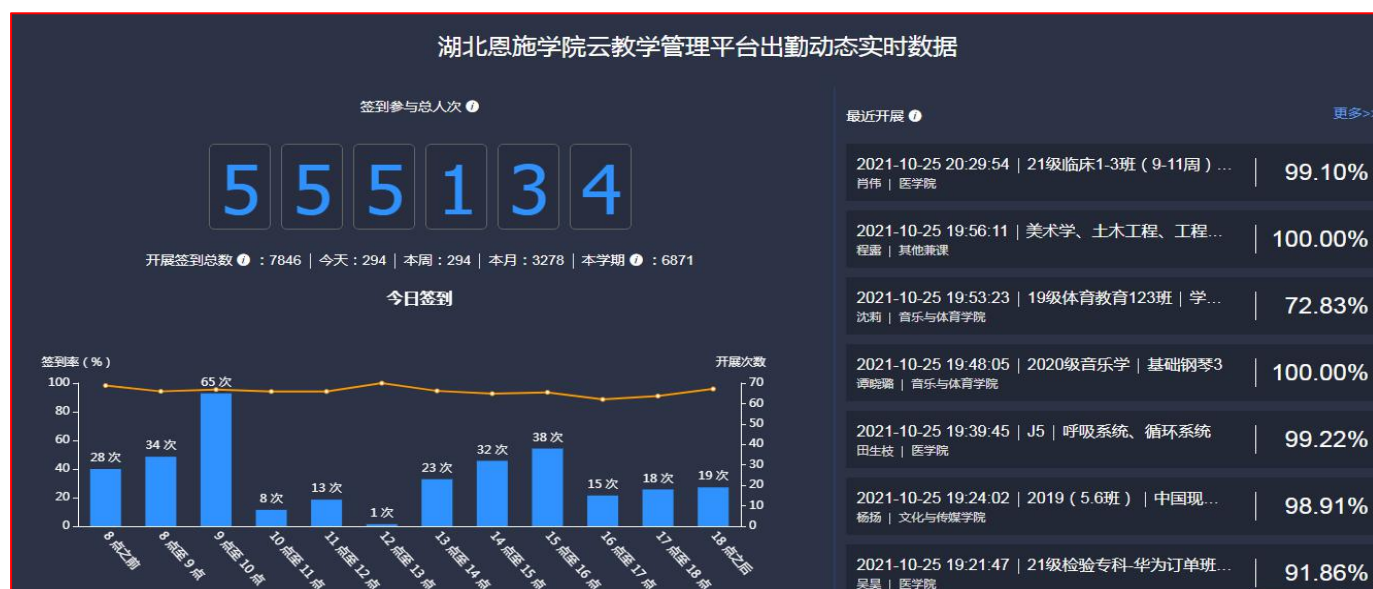 湖北恩施学院云教学管理平台出勤动态实时数据
签到参与总人次
555134
开展签到总数 :7846 | 今天:294 | 本周:294 | 本月:3278 | 本学期 :6871
今日签到
签到率(%)
开展次数
100
80
60
40
20
0
70
60
50
40
30
20
10
0
28 次
34 次
65 次
8 次
13 次
1 次
23 次
32 次
38 次
15 次
18 次
19 次
8 点之前
8 点至 9 点
9 点至 10 点
10 点至 11 点
11 点至 12 点
12 点至 13 点
13 点至 14 点
14 点至 15 点
15 点至 16 点
16 点至 17 点
17 点至 18 点
18 点之后
最近开展
更多>>
2021-10-25 20:29:54 | 21级临床1-3班(9-11周)...
肖伟 | 医学院
99.10%
2021-10-25 19:56:11 | 美术学、土木工程、工程...
程露 | 其他兼课
100.00%
2021-10-25 19:53:23 | 19级体育教育123班 | 学...
沈莉 | 音乐与体育学院
72.83%
2021-10-25 19:48:05 | 2020级音乐学 | 基础钢琴3
谭晓璐 | 音乐与体育学院
100.00%
2021-10-25 19:39:45 | J5 | 呼吸系统、循环系统
田生枝 | 医学院
99.22%
2021-10-25 19:24:02 | 2019(5.6班) | 中国现...
杨扬 | 文化与传媒学院
98.91%
2021-10-25 19:21:47 | 21级检验专科-华为订单班...
吴昊 | 医学院
91.86%